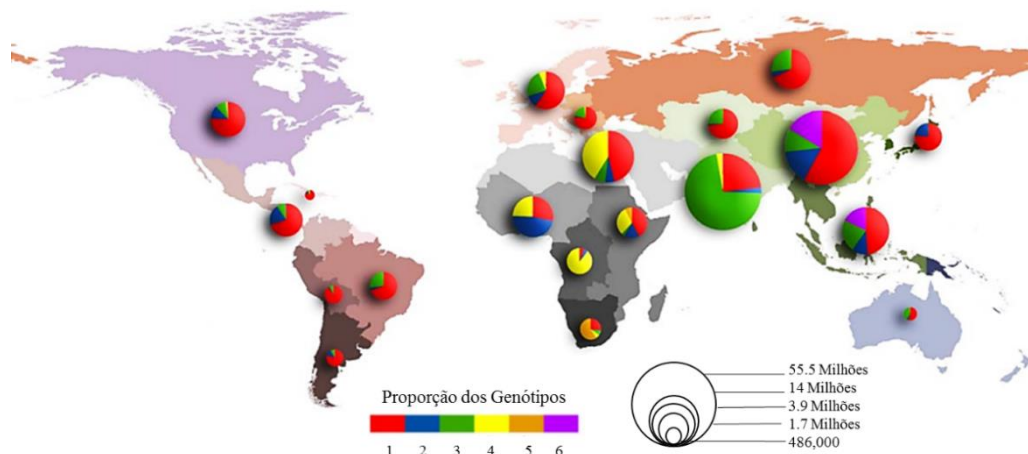 Proporção dos Genótipos
1 2 3 4 5 6
55.5 Milhões
14 Milhões
3.9 Milhões
1.7 Milhões
486,000